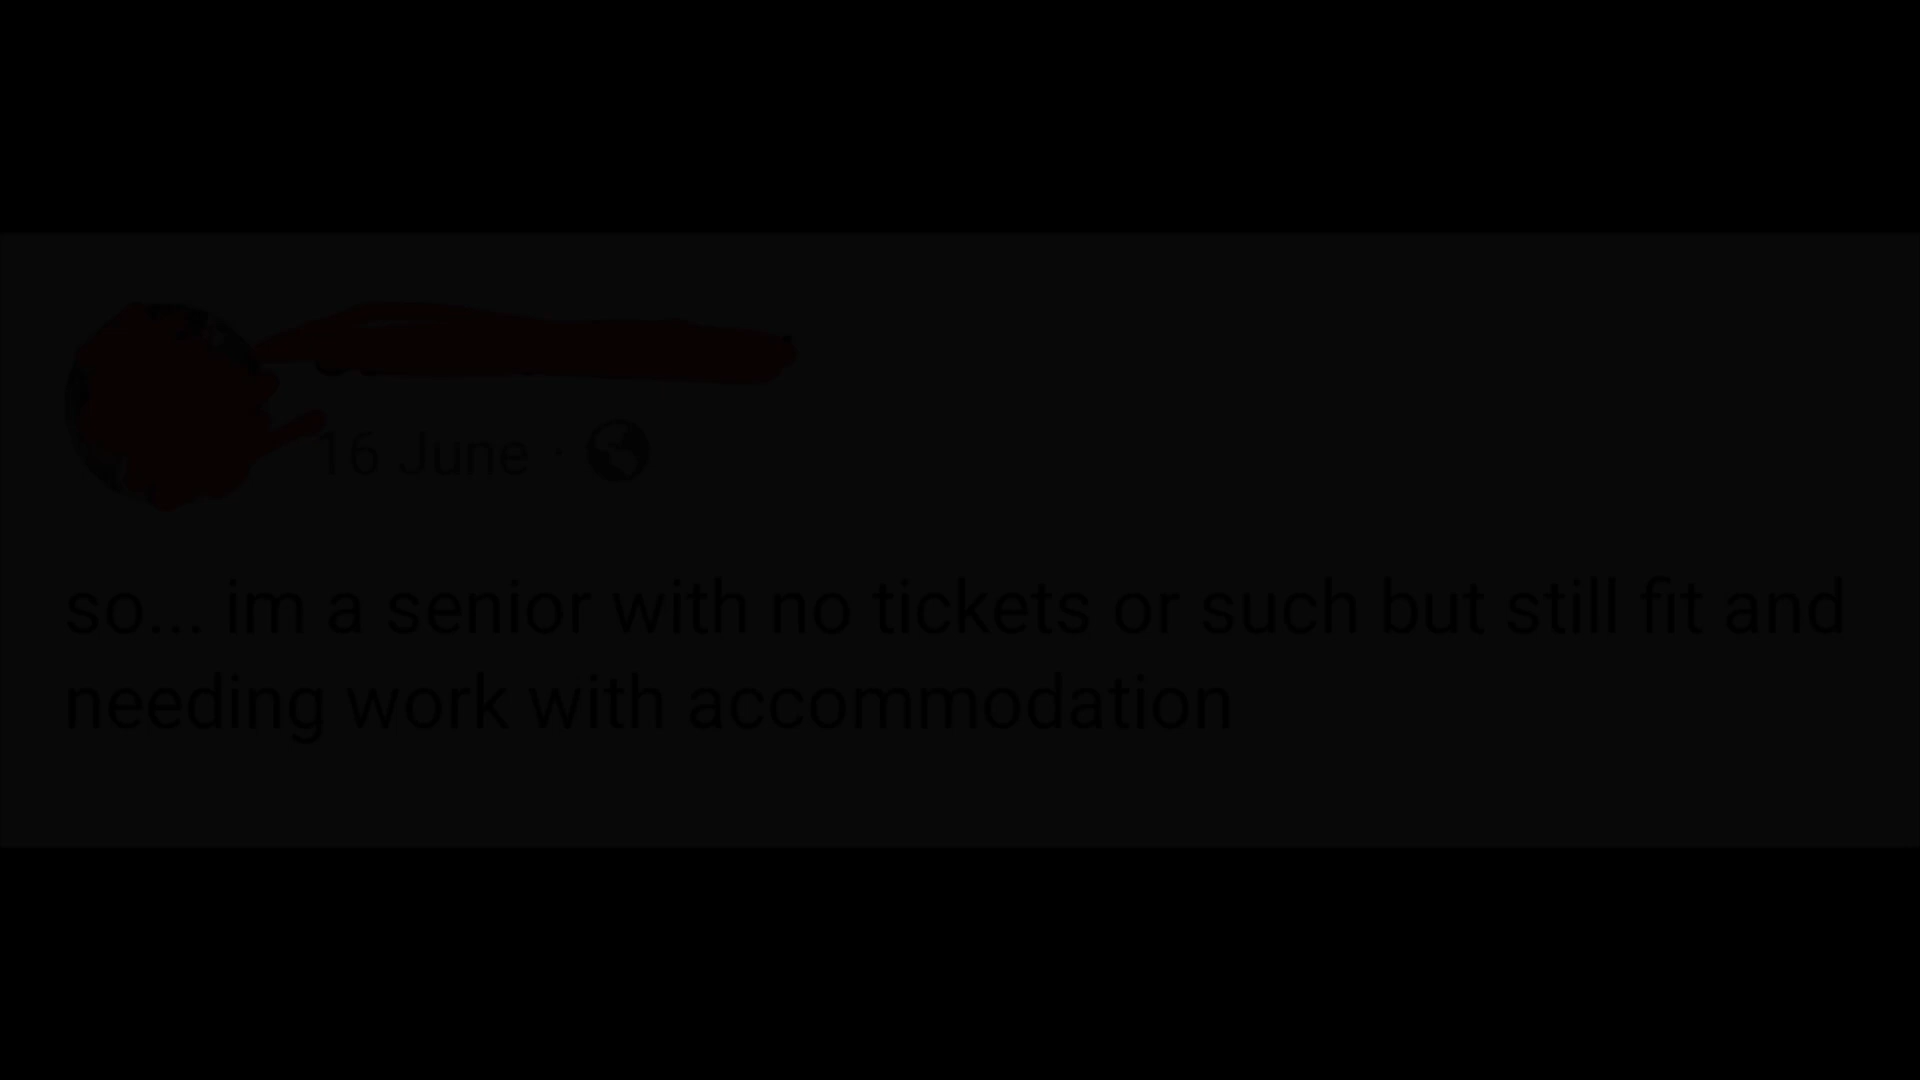 16 June ·
so... im a senior with no tickets or such but still fit and
needing work with accommodation